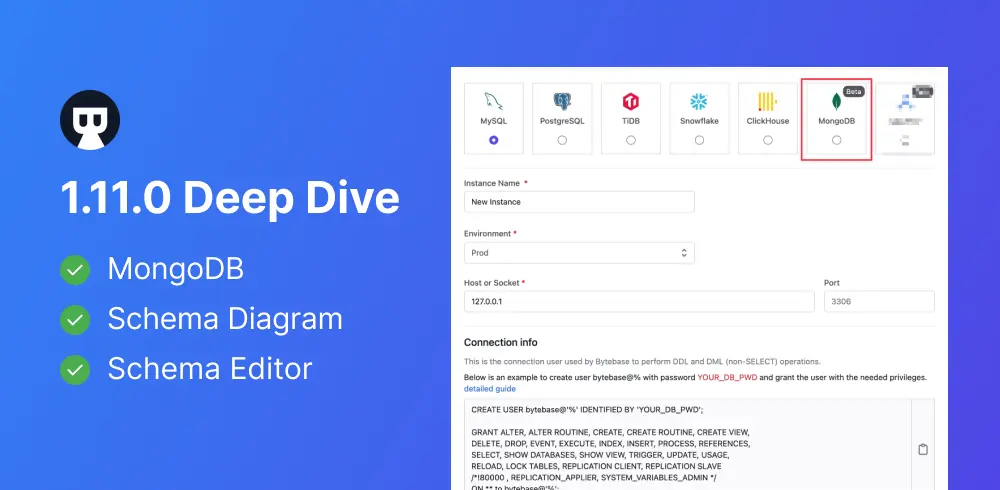 1.11.0 Deep Dive
MongoDB
Schema Diagram
Schema Editor
MySQL
PostgreSQL
TiDB
Snowflake
ClickHouse
Beta
MongoDB
Instance Name *
New Instance
Environment *
Prod
Host or Socket *
Port
127.0.0.1
3306
Connection info
This is the connection user used by Bytebase to perform DDL and DML (non-SELECT) operations.
Below is an example to create user bytebase@% with password YOUR_DB_PWD and grant the user with the needed privileges.
detailed guide
CREATE USER bytebase@'%' IDENTIFIED BY 'YOUR_DB_PWD';
GRANT ALTER, ALTER ROUTINE, CREATE, CREATE ROUTINE, CREATE VIEW,
DELETE, DROP, EVENT, EXECUTE, INDEX, INSERT, PROCESS, REFERENCES,
SELECT, SHOW DATABASES, SHOW VIEW, TRIGGER, UPDATE, USAGE,
RELOAD, LOCK TABLES, REPLICATION CLIENT, REPLICATION SLAVE
/*!80000 , REPLICATION_APPLIER, SYSTEM_VARIABLES_ADMIN */
ON *.* to bytebase@'%';